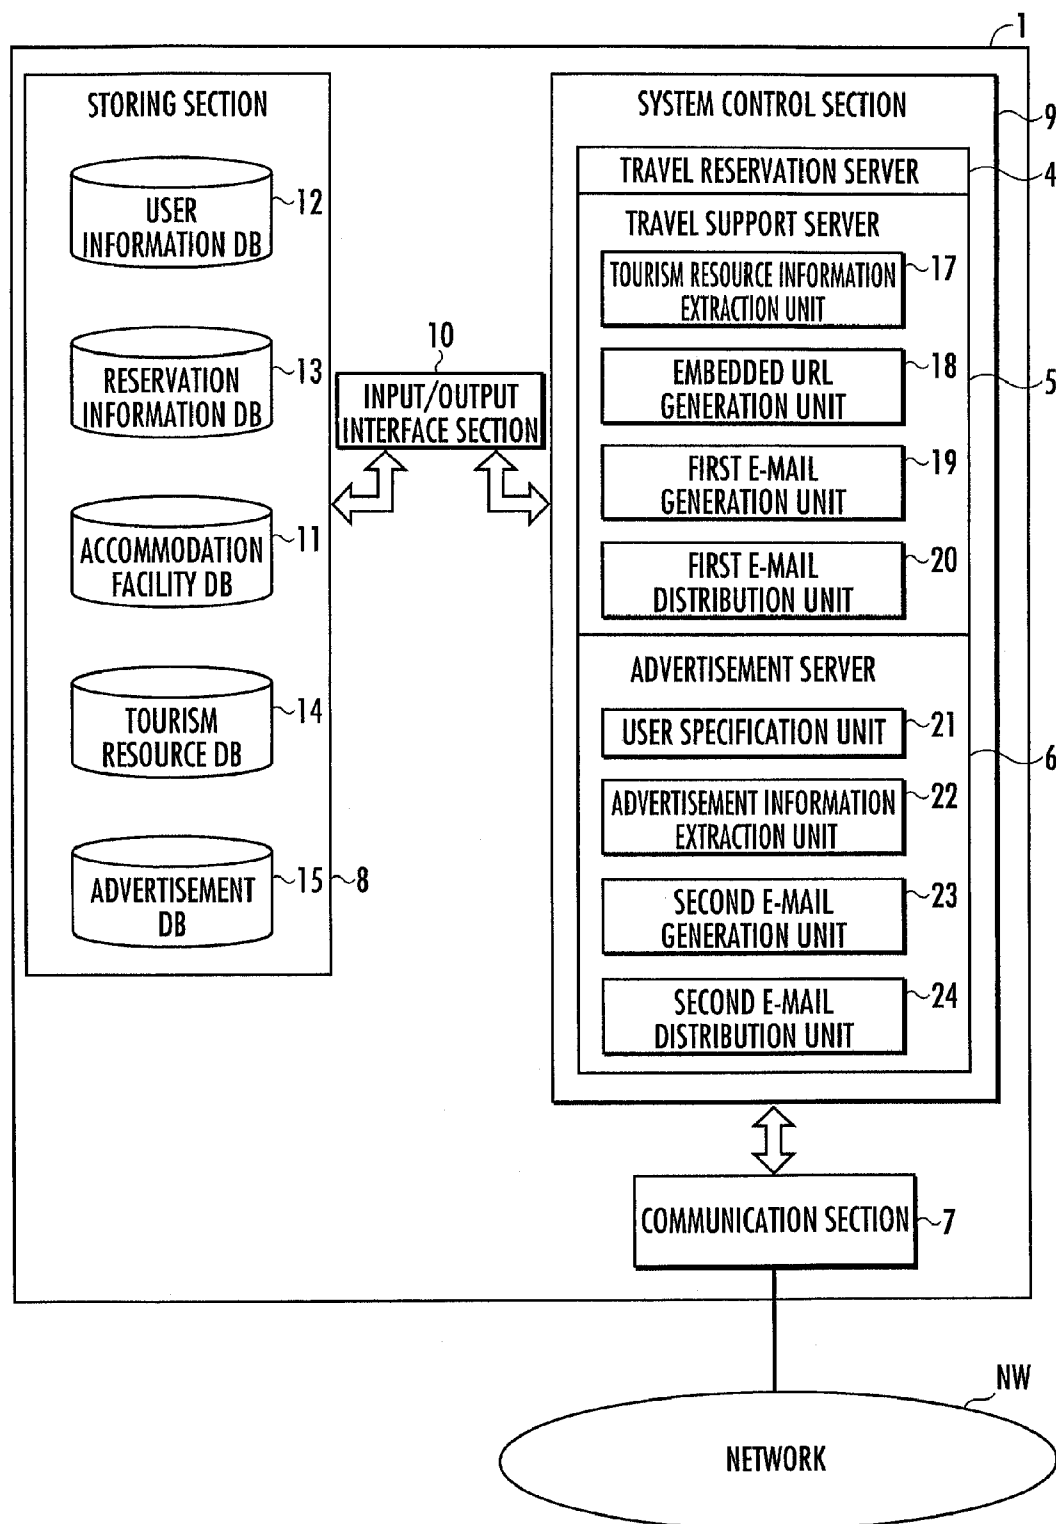 1
STORING SECTION
USER
INFORMATION DB
12
RESERVATION
INFORMATION DB
13
ACCOMMODATION
FACILITY DB
11
TOURISM
RESOURCE DB
14
ADVERTISEMENT
DB
15
8
10
INPUT/OUTPUT
INTERFACE SECTION
SYSTEM CONTROL SECTION
9
TRAVEL RESERVATION SERVER
4
TRAVEL SUPPORT SERVER
TOURISM RESOURCE INFORMATION
EXTRACTION UNIT
17
EMBEDDED URL
GENERATION UNIT
18
5
FIRST E-MAIL
GENERATION UNIT
19
FIRST E-MAIL
DISTRIBUTION UNIT
20
ADVERTISEMENT SERVER
USER SPECIFICATION UNIT
21
6
ADVERTISEMENT INFORMATION
EXTRACTION UNIT
22
SECOND E-MAIL
GENERATION UNIT
23
SECOND E-MAIL
DISTRIBUTION UNIT
24
COMMUNICATION SECTION
7
NW
NETWORK